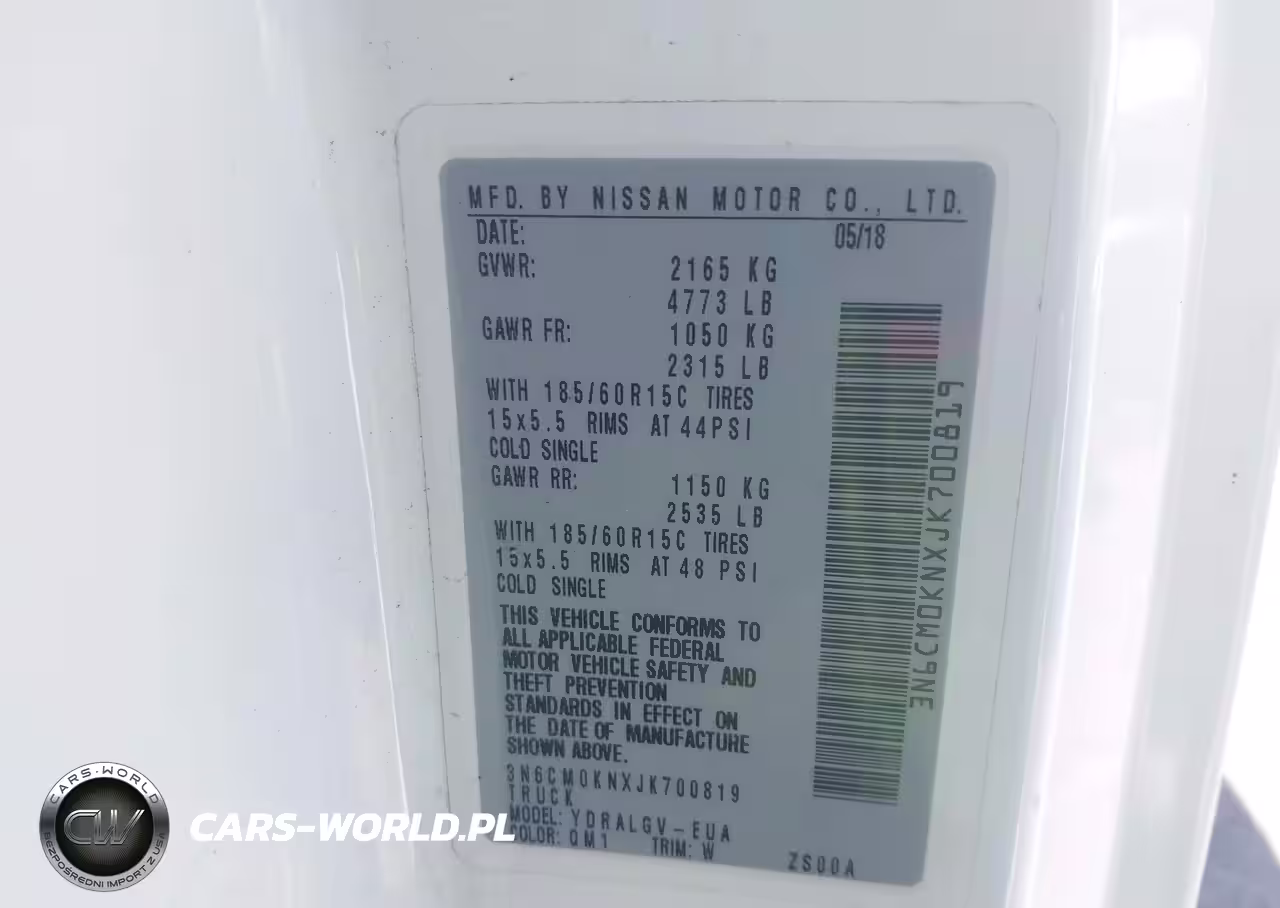 MFD. BY NISSAN MOTOR CO., LTD.
DATE: 05/18
GVWR: 2165 KG
4773 LB
GAWR FR: 1050 KG
2315 LB
WITH 185/60R15C TIRES
15x5.5 RIMS AT 44PSI
COLD SINGLE
GAWR RR: 1150 KG
2535 LB
WITH 185/60R15C TIRES
15x5.5 RIMS AT 48 PSI
COLD SINGLE
THIS VEHICLE CONFORMS TO
ALL APPLICABLE FEDERAL
MOTOR VEHICLE SAFETY AND
THEFT PREVENTION
STANDARDS IN EFFECT ON
THE DATE OF MANUFACTURE
SHOWN ABOVE.
3N6CM0KNXJK700819
TRUCK
MODEL: YDRALGV-EUA
COLOR: QM1 TRIM: W ZS00A
3N6CM0KNXJK700819
CARS-WORLD
CW
BEZPOŚREDNI IMPORT Z USA
CARS-WORLD.PL